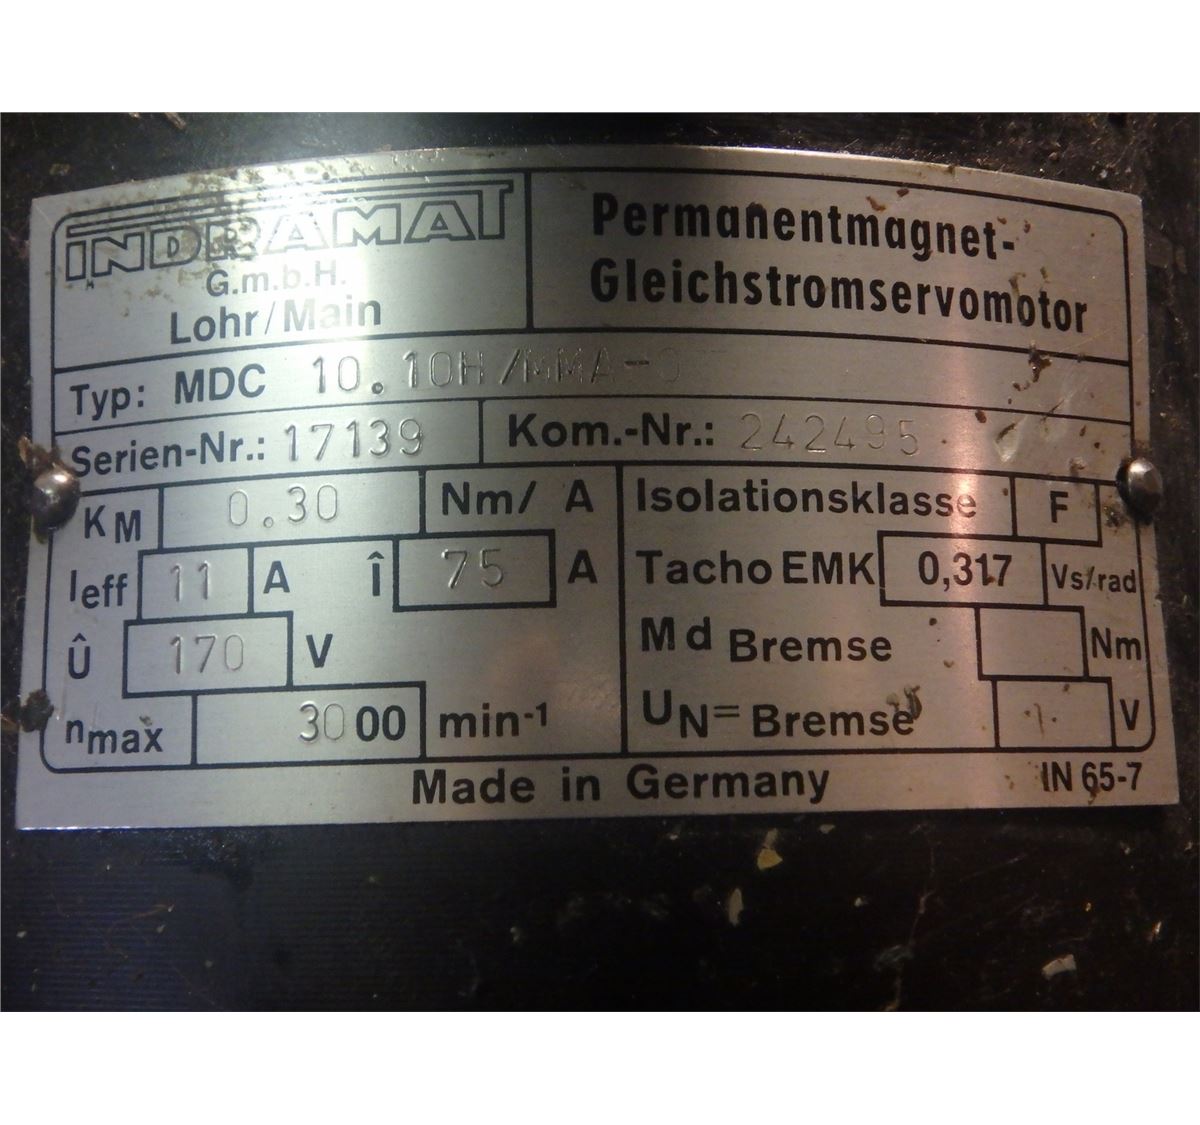 INDRAMAT
G.m.b.H.
Lohr/Main
Permanentmagnet-
Gleichstromservomotor
Typ: MDC 10.10H/MMA-0
Serien-Nr.: 17139 Kom.-Nr.: 242495
KM 0.30 Nm/ A Isolationsklasse F
Ieff 11 A î 75 A Tacho EMK 0,317 Vs/rad
Û 170 V Md Bremse Nm
nmax 3000 min-1 UN= Bremse V
Made in Germany IN 65-7